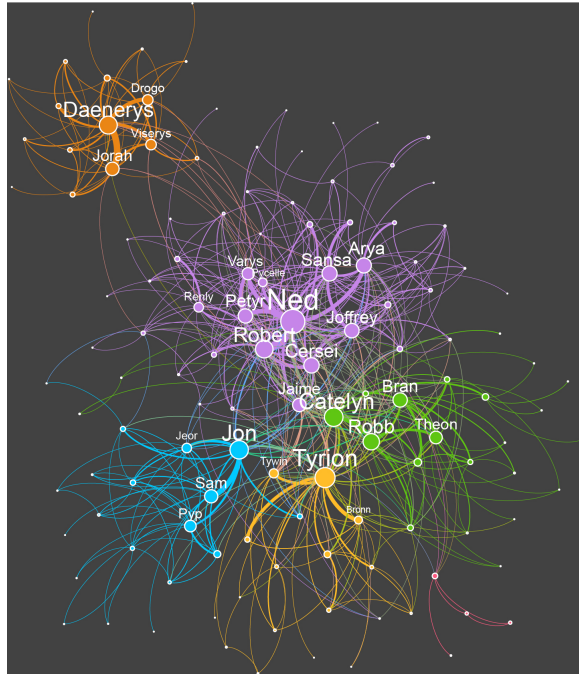 Drogo
Daenerys
Viserys
Jorah
Arya
Varys
Sansa
Pycelle
Renly
Petyr
Ned
Joffrey
Robert
Cersei
Jaime
Bran
Catelyn
Theon
Robb
Jon
Jeor
Tywin
Tyrion
Sam
Bronn
Pyp